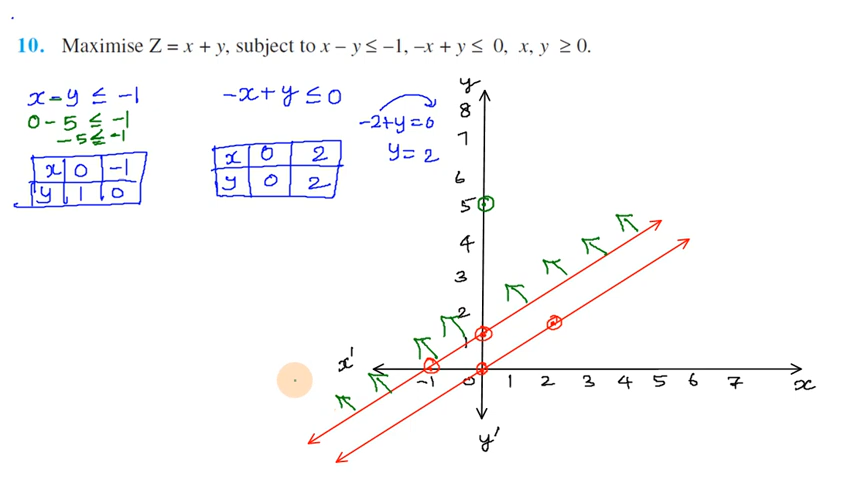 10. Maximise Z = x + y, subject to x – y ≤ –1, –x + y ≤ 0, x, y ≥ 0.
x - y ≤ -1
0 - 5 ≤ -1
-5 ≤ -1
x 0 -1
y 1 0
-x + y ≤ 0
-2 + y = 0
y = 2
x 0 2
y 0 2
y
8
7
6
5
4
3
2
1
x' -1 0 1 2 3 4 5 6 7 x
y'